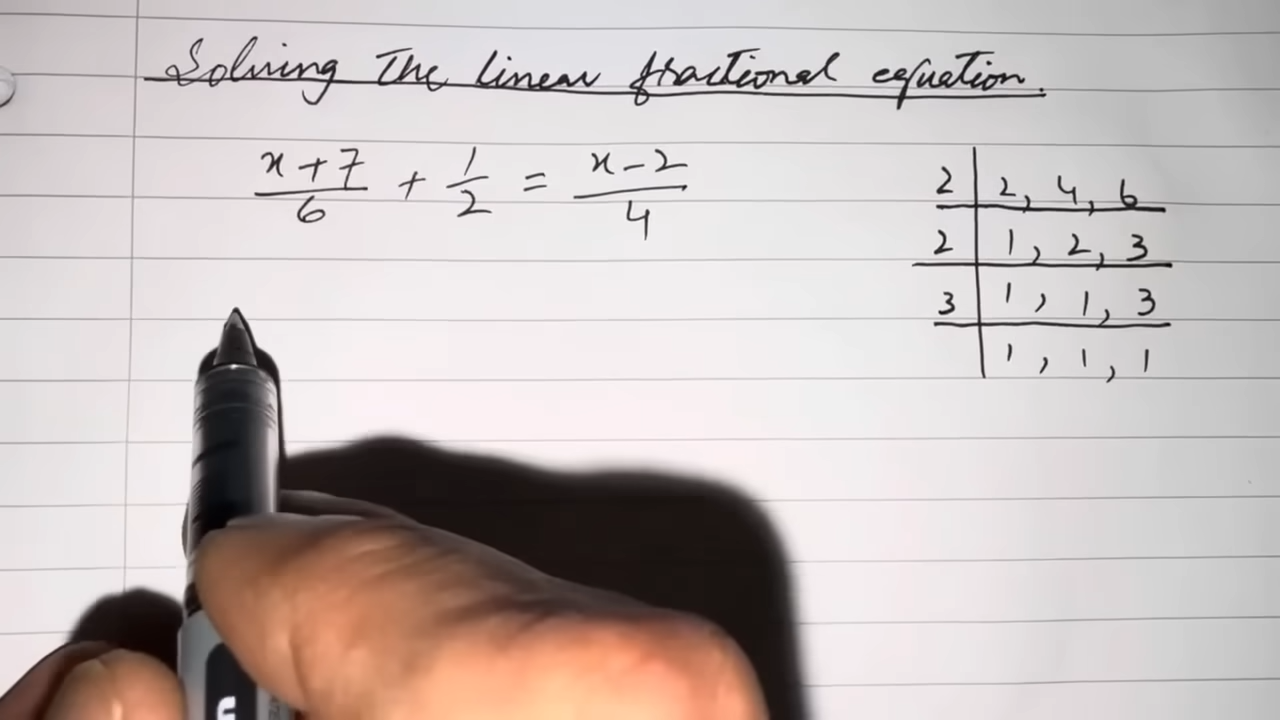 Solving The linear fractional equation.
x+7/6 + 1/2 = x-2/4
2 | 2, 4, 6
2 | 1, 2, 3
3 | 1, 1, 3
1, 1, 1